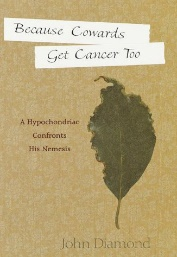 Because Cowards
Get Cancer Too
A Hypochondriac
Confronts
His Nemesis
John Diamond